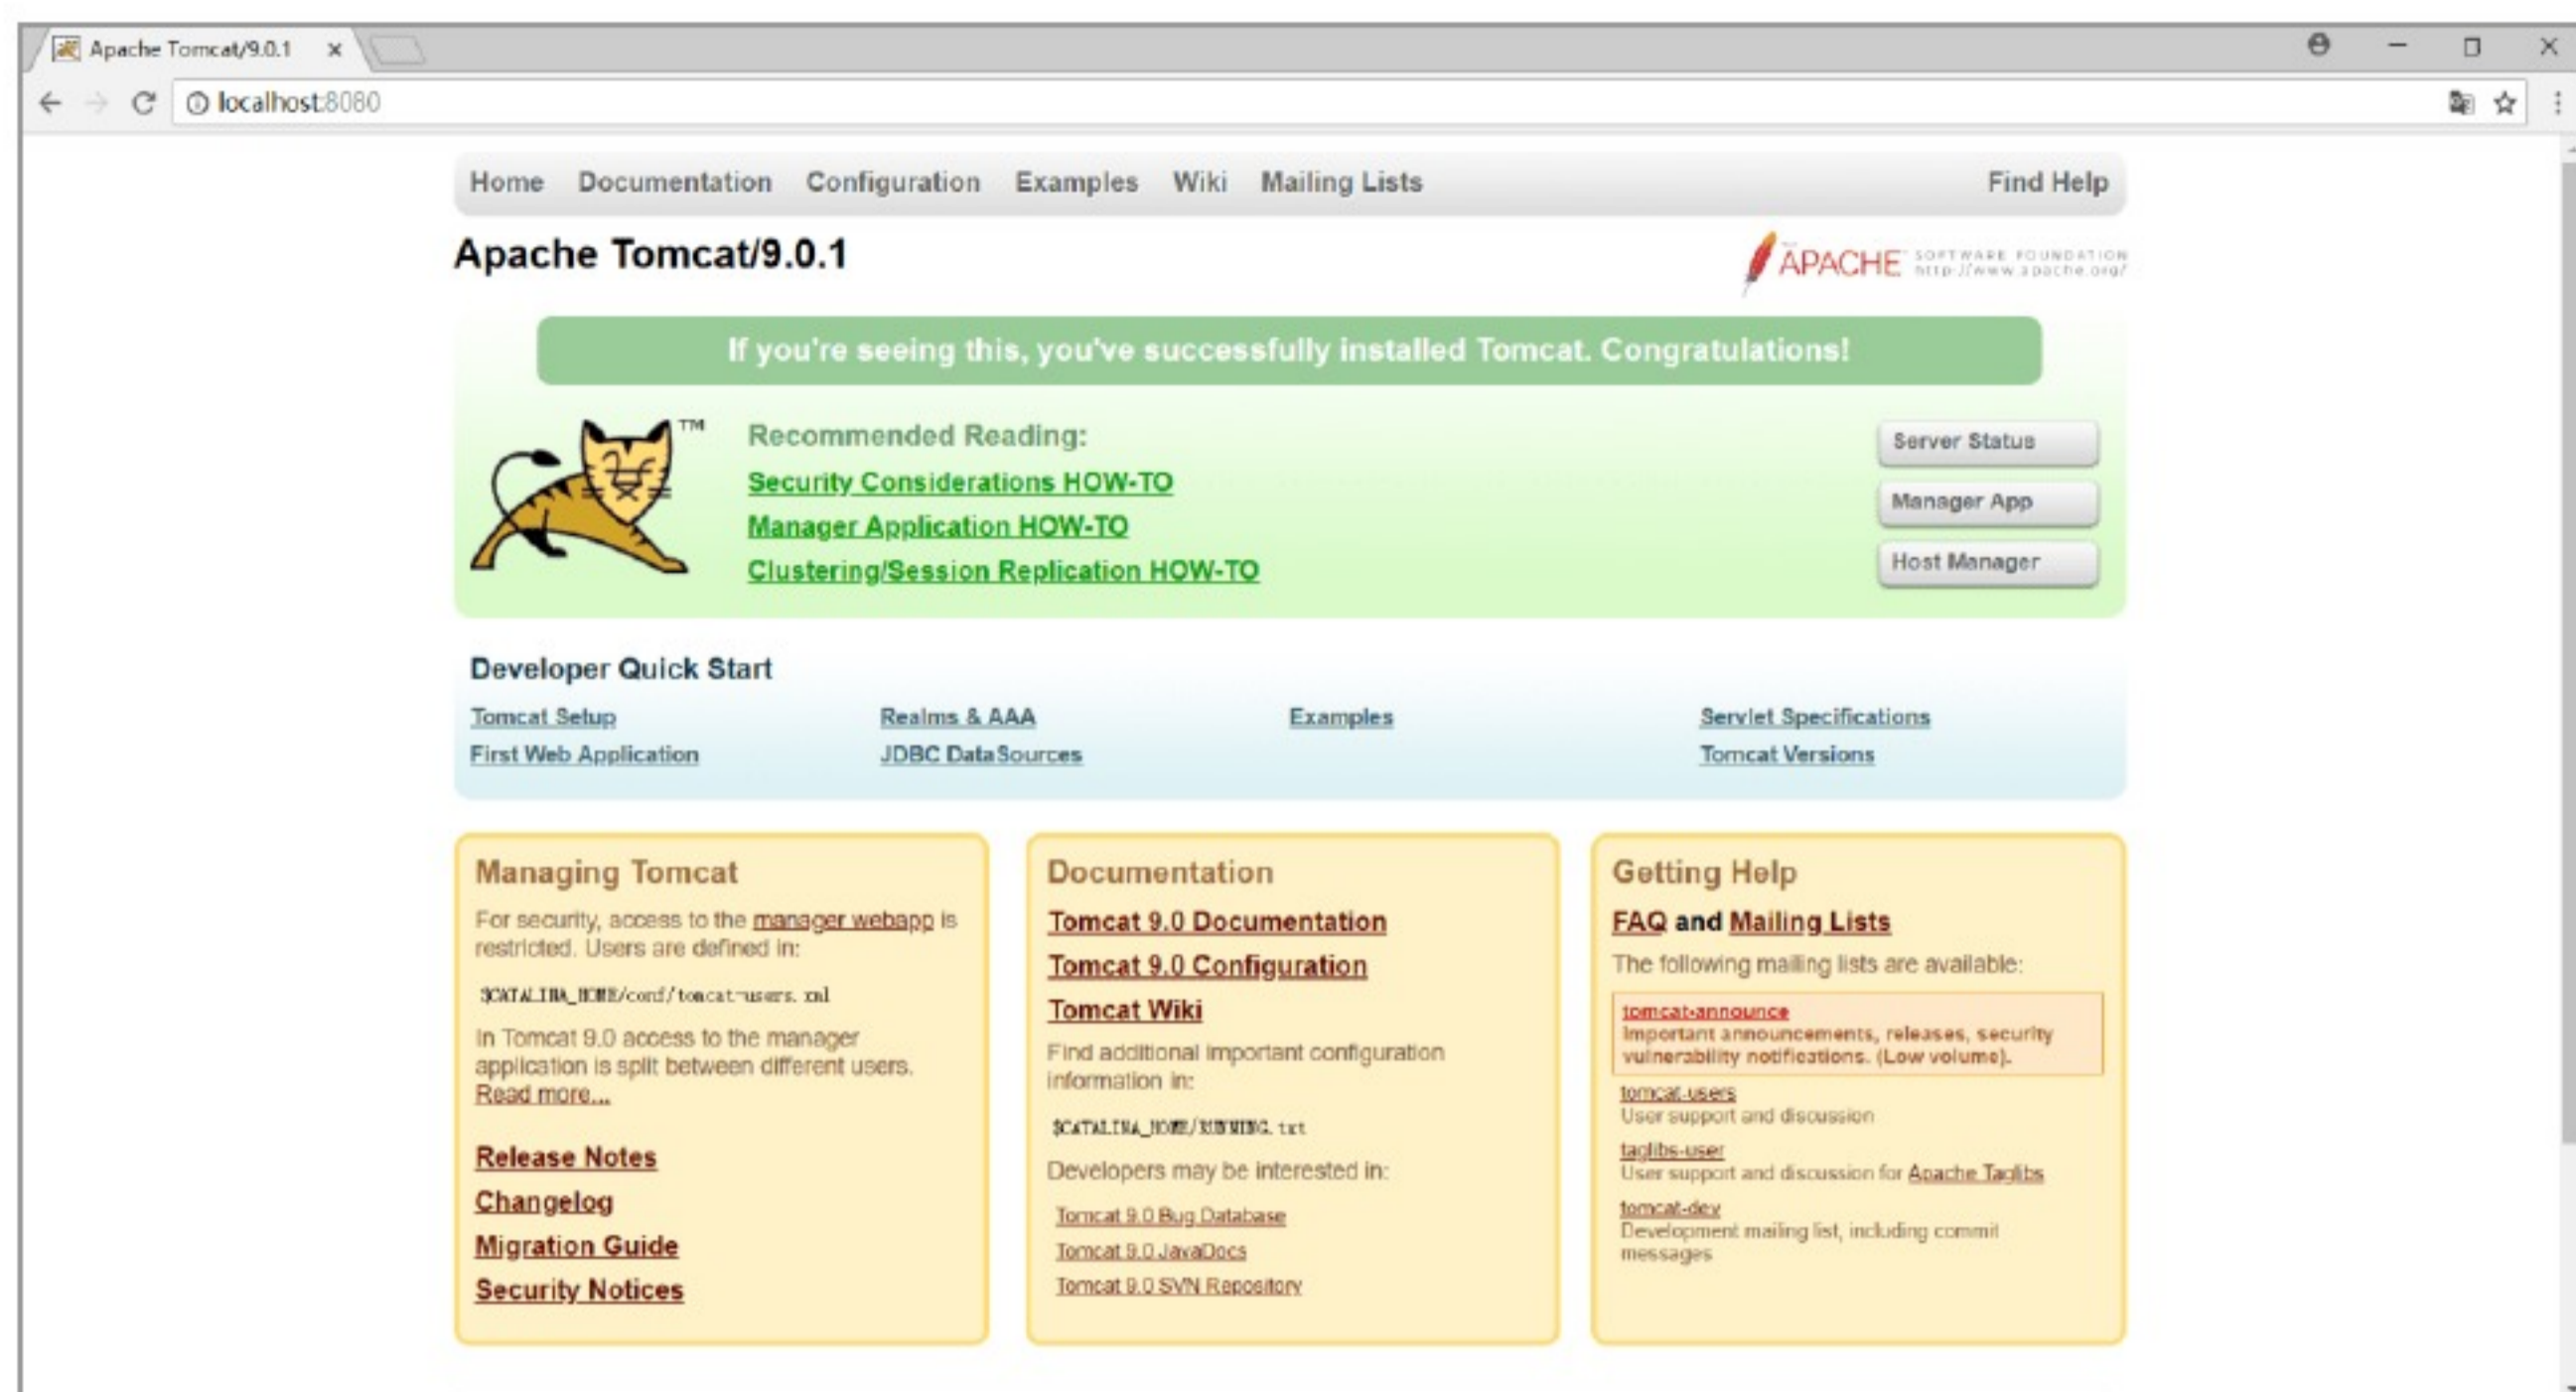 Apache Tomcat/9.0.1
localhost:8080
Home Documentation Configuration Examples Wiki Mailing Lists Find Help
Apache Tomcat/9.0.1
THE APACHE™ SOFTWARE FOUNDATION
http://www.apache.org/
If you're seeing this, you've successfully installed Tomcat. Congratulations!
TM
Recommended Reading:
Security Considerations HOW-TO
Manager Application HOW-TO
Clustering/Session Replication HOW-TO
Server Status
Manager App
Host Manager
Developer Quick Start
Tomcat Setup
First Web Application
Realms & AAA
JDBC DataSources
Examples
Servlet Specifications
Tomcat Versions
Managing Tomcat
For security, access to the manager webapp is
restricted. Users are defined in:
$CATALINA_HOME/conf/tomcat-users.xml
In Tomcat 9.0 access to the manager
application is split between different users.
Read more...
Release Notes
Changelog
Migration Guide
Security Notices
Documentation
Tomcat 9.0 Documentation
Tomcat 9.0 Configuration
Tomcat Wiki
Find additional important configuration
information in:
$CATALINA_HOME/RUNNING.txt
Developers may be interested in:
Tomcat 9.0 Bug Database
Tomcat 9.0 JavaDocs
Tomcat 9.0 SVN Repository
Getting Help
FAQ and Mailing Lists
The following mailing lists are available:
tomcat-announce
Important announcements, releases, security
vulnerability notifications. (Low volume).
tomcat-users
User support and discussion
taglibs-user
User support and discussion for Apache Taglibs
tomcat-dev
Development mailing list, including commit
messages